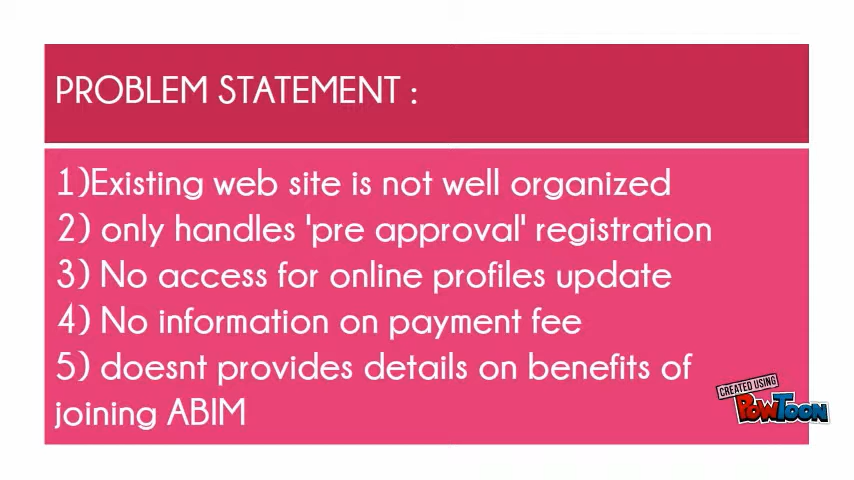 PROBLEM STATEMENT :
1)Existing web site is not well organized
2) only handles 'pre approval' registration
3) No access for online profiles update
4) No information on payment fee
5) doesnt provides details on benefits of
joining ABIM
CREATED USING
POWTOON